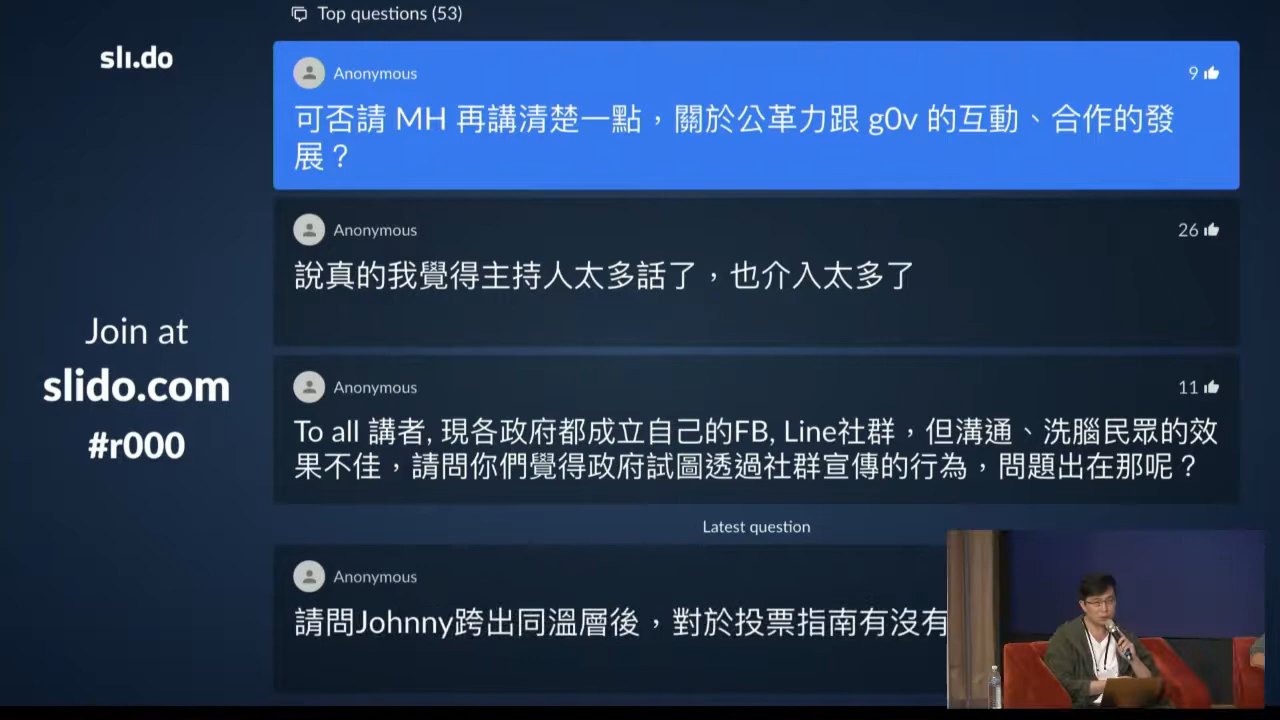 Top questions (53)
sli.do
Anonymous
9
可否請 MH 再講清楚一點，關於公革力跟 g0v 的互動、合作的發
展？
Anonymous
26
說真的我覺得主持人太多話了，也介入太多了
Join at
slido.com
#r000
Anonymous
11
To all 講者, 現各政府都成立自己的FB, Line社群，但溝通、洗腦民眾的效
果不佳，請問你們覺得政府試圖透過社群宣傳的行為，問題出在那呢？
Latest question
Anonymous
請問Johnny跨出同溫層後，對於投票指南有沒有